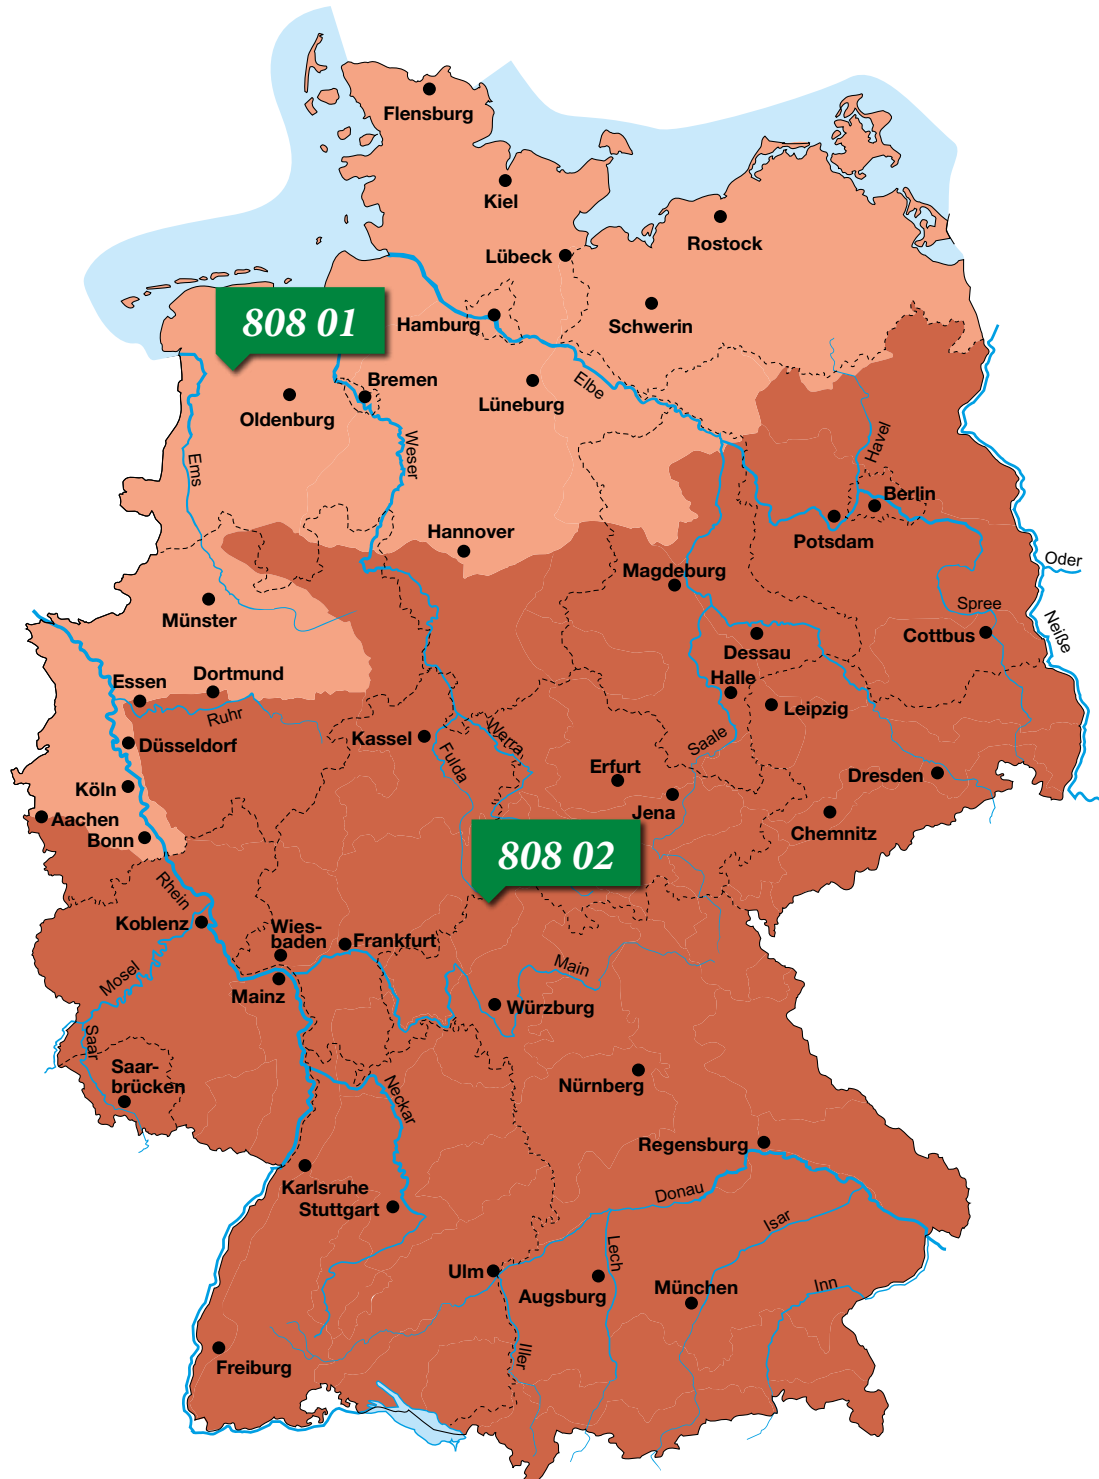 Flensburg
Kiel
Rostock
Lübeck
808 01
Hamburg
Schwerin
Bremen
Elbe
Oldenburg
Lüneburg
Weser
Havel
Ems
Berlin
Hannover
Potsdam
Magdeburg
Oder
Münster
Spree
Neiße
Cottbus
Dessau
Essen
Dortmund
Halle
Ruhr
Leipzig
Düsseldorf
Kassel
Werra
Fulda
Saale
Erfurt
Dresden
Köln
Jena
Aachen
Chemnitz
Bonn
808 02
Rhein
Koblenz
Wies-
baden
Frankfurt
Mosel
Main
Mainz
Würzburg
Saar
Saar-
brücken
Nürnberg
Neckar
Regensburg
Karlsruhe
Stuttgart
Donau
Isar
Lech
Ulm
Augsburg
München
Inn
Iller
Freiburg